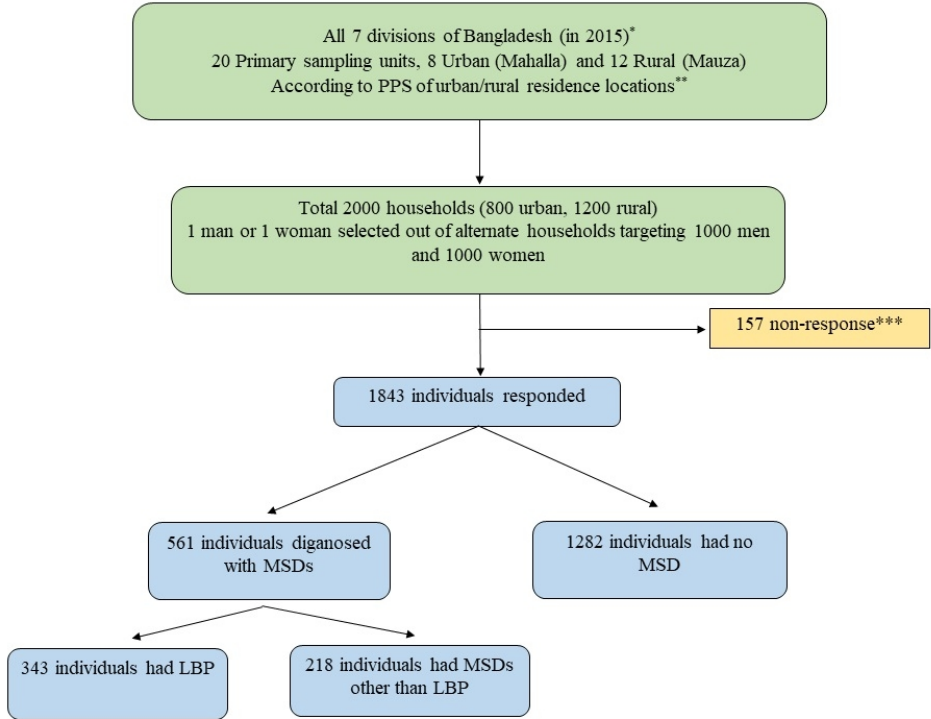 All 7 divisions of Bangladesh (in 2015)*
20 Primary sampling units, 8 Urban (Mahalla) and 12 Rural (Mauza)
According to PPS of urban/rural residence locations**
Total 2000 households (800 urban, 1200 rural)
1 man or 1 woman selected out of alternate households targeting 1000 men
and 1000 women
157 non-response***
1843 individuals responded
561 individuals diganosed
with MSDs
1282 individuals had no
MSD
343 individuals had LBP
218 individuals had MSDs
other than LBP